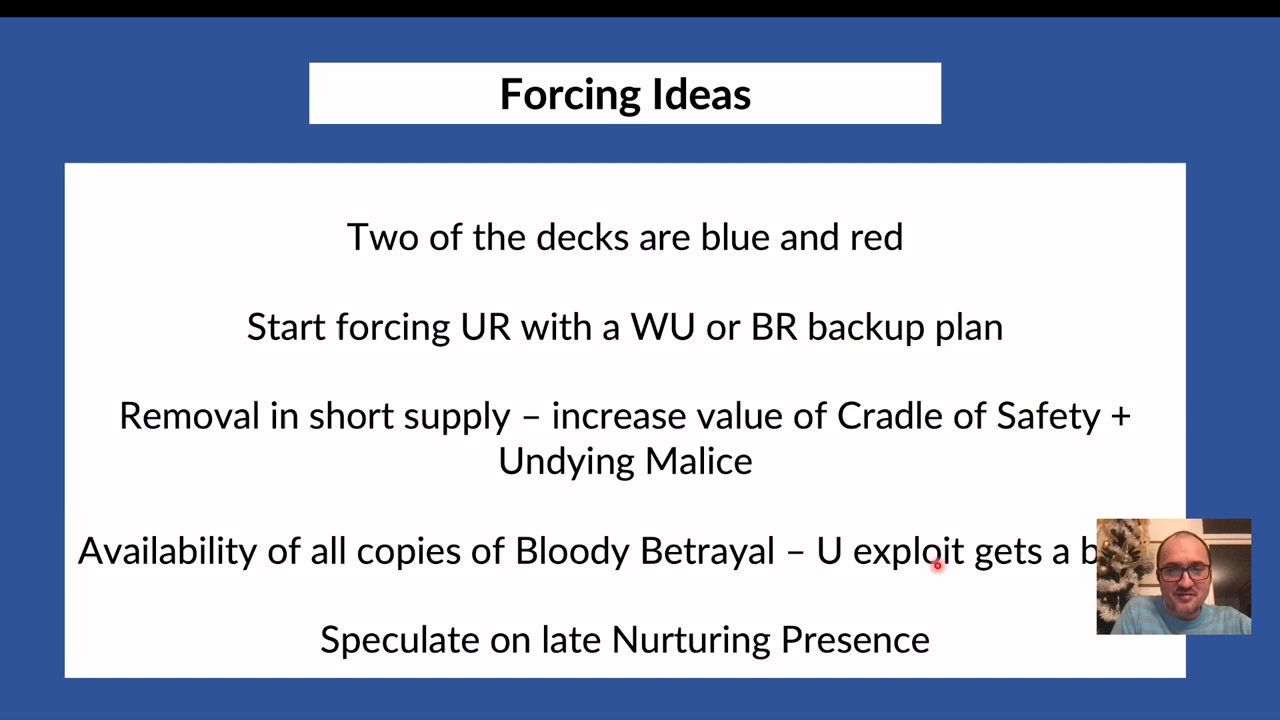 Forcing Ideas
Two of the decks are blue and red
Start forcing UR with a WU or BR backup plan
Removal in short supply – increase value of Cradle of Safety +
Undying Malice
Availability of all copies of Bloody Betrayal – U exploit gets a
Speculate on late Nurturing Presence